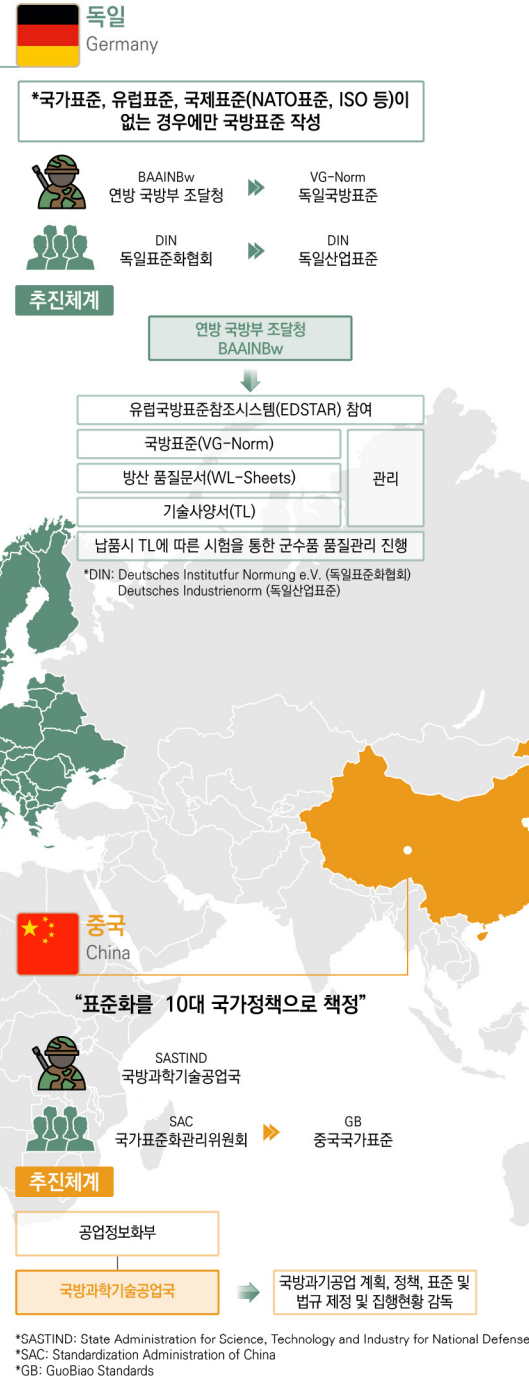 독일
Germany
*국가표준, 유럽표준, 국제표준(NATO표준, ISO 등)이
없는 경우에만 국방표준 작성
BAAINBw
연방 국방부 조달청
VG-Norm
독일국방표준
DIN
독일표준화협회
DIN
독일산업표준
추진체계
연방 국방부 조달청
BAAINBw
유럽국방표준참조시스템(EDSTAR) 참여
국방표준(VG-Norm)
방산 품질문서(WL-Sheets)
기술사양서(TL)
관리
납품시 TL에 따른 시험을 통한 군수품 품질관리 진행
*DIN: Deutsches Institutfur Normung e.V. (독일표준화협회)
Deutsches Industrienorm (독일산업표준)
중국
China
“표준화를 10대 국가정책으로 책정”
SASTIND
국방과학기술공업국
SAC
국가표준화관리위원회
GB
중국국가표준
추진체계
공업정보화부
국방과학기술공업국
국방과기공업 계획, 정책, 표준 및
법규 제정 및 집행현황 감독
*SASTIND: State Administration for Science, Technology and Industry for National Defense
*SAC: Standardization Administration of China
*GB: GuoBiao Standards